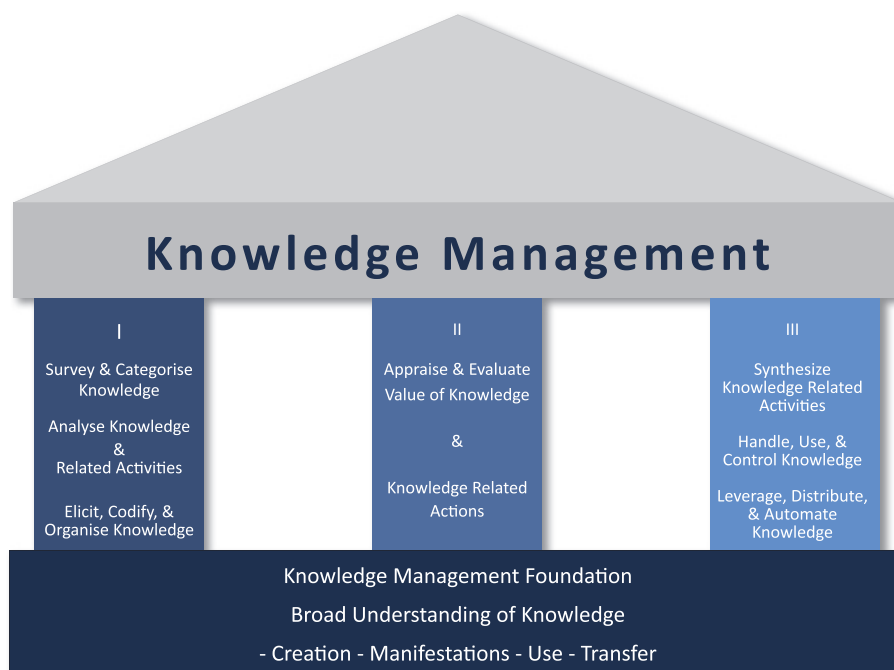 Knowledge Management
I
Survey & Categorise
Knowledge
Analyse Knowledge
&
Related Activities
Elicit, Codify, &
Organise Knowledge
II
Appraise & Evaluate
Value of Knowledge
&
Knowledge Related
Actions
III
Synthesize
Knowledge Related
Activities
Handle, Use, &
Control Knowledge
Leverage, Distribute,
& Automate
Knowledge
Knowledge Management Foundation
Broad Understanding of Knowledge
- Creation - Manifestations - Use - Transfer